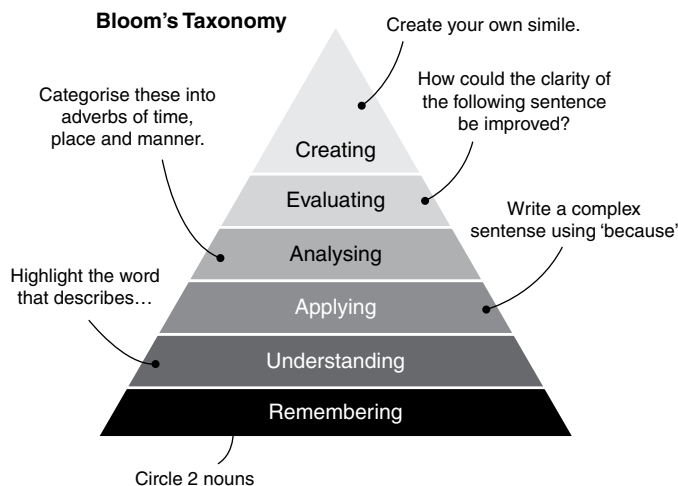 Bloom’s Taxonomy
Create your own simile.
How could the clarity of
the following sentence
be improved?
Categorise these into
adverbs of time,
place and manner.
Creating
Evaluating
Write a complex
sentence using ‘because’
Analysing
Highlight the word
that describes…
Applying
Understanding
Remembering
Circle 2 nouns